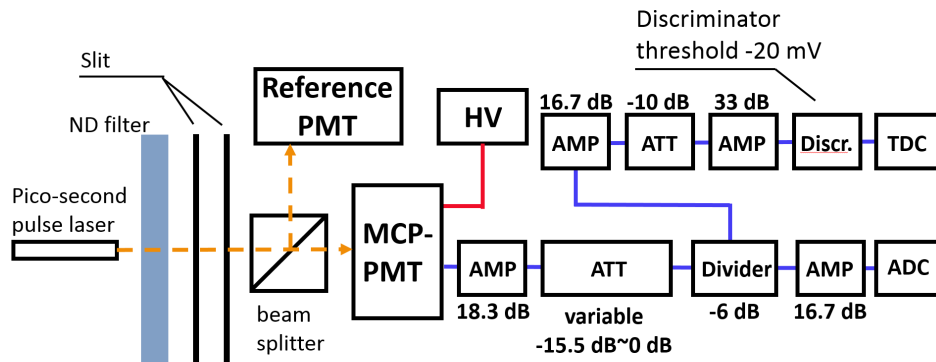 Discriminator
threshold -20 mV
Slit
Reference
PMT
ND filter
HV
16.7 dB
-10 dB
33 dB
AMP
ATT
AMP
Discr.
TDC
Pico-second
pulse laser
MCP-
PMT
AMP
ATT
Divider
AMP
ADC
beam
splitter
18.3 dB
variable
-15.5 dB~0 dB
-6 dB
16.7 dB